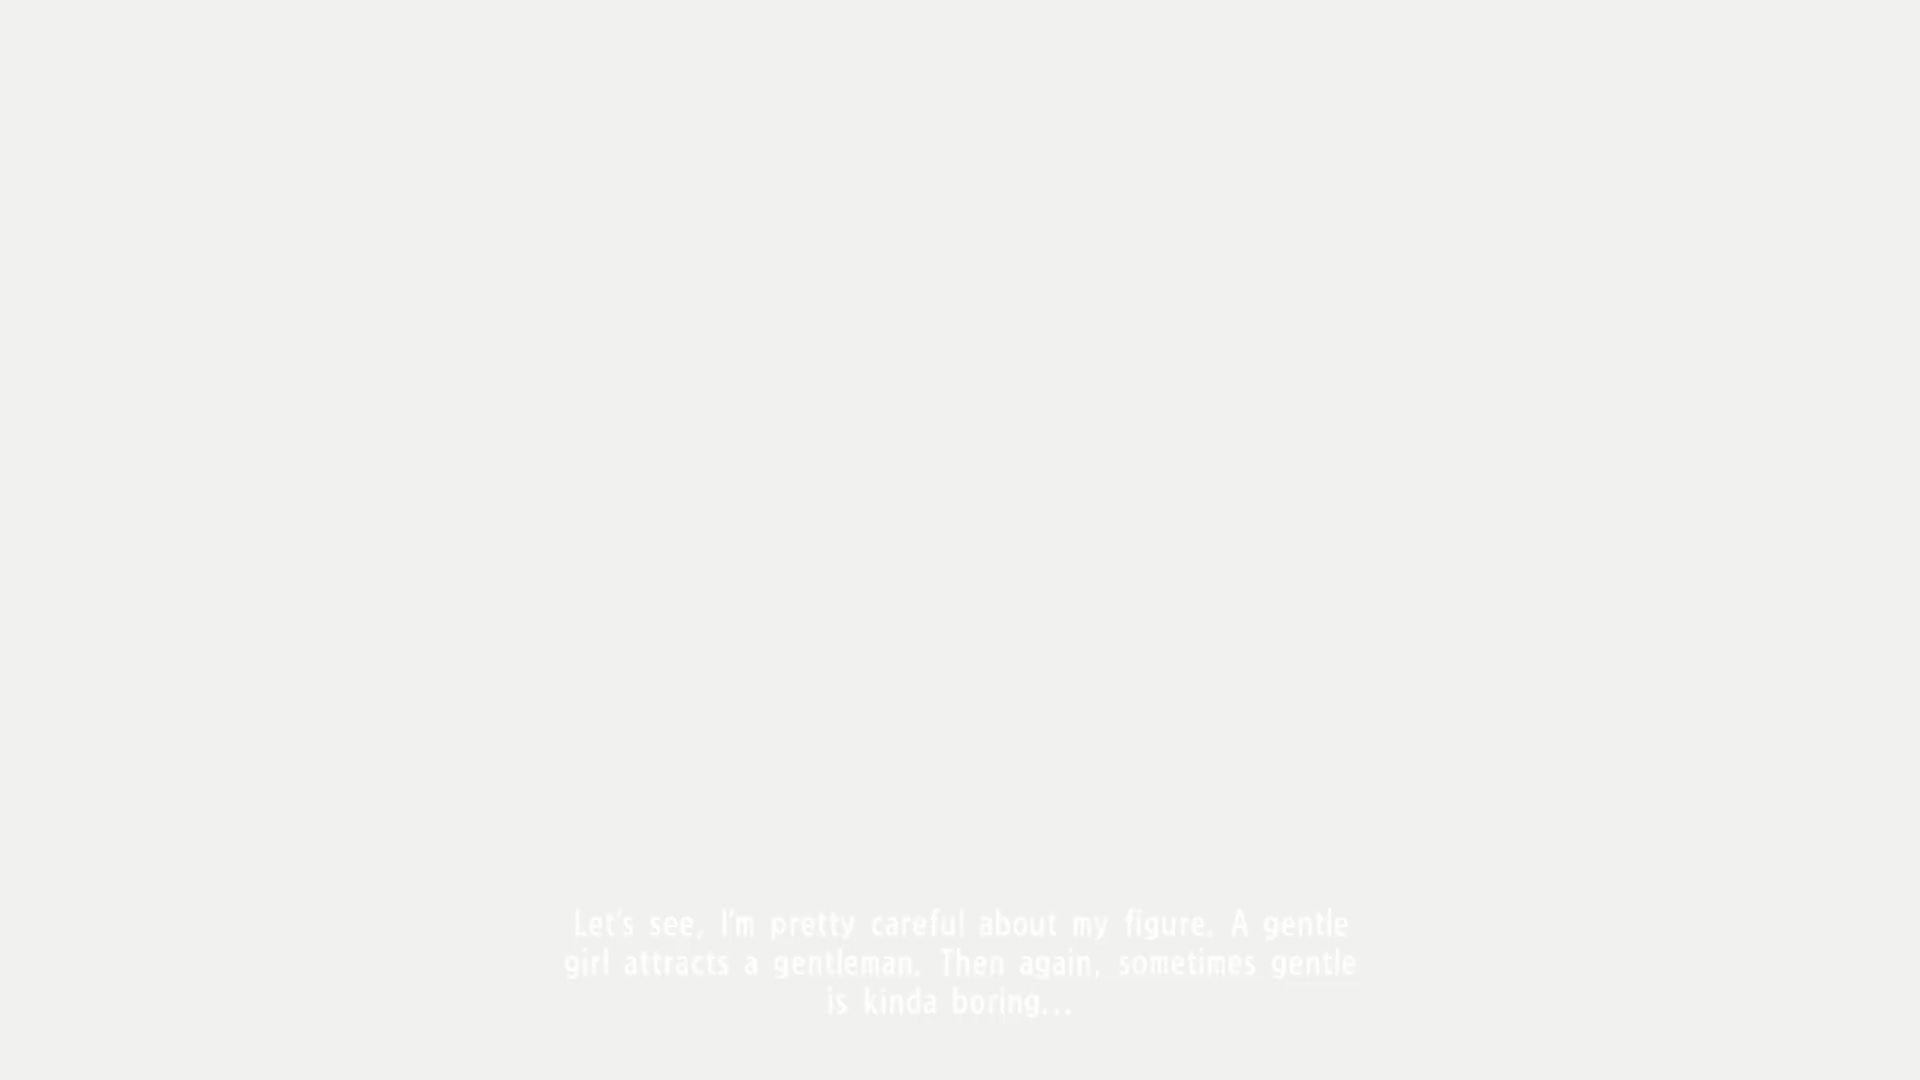 Let's see, I'm pretty careful about my figure. A gentle
girl attracts a gentleman. Then again, sometimes gentle
is kinda boring...